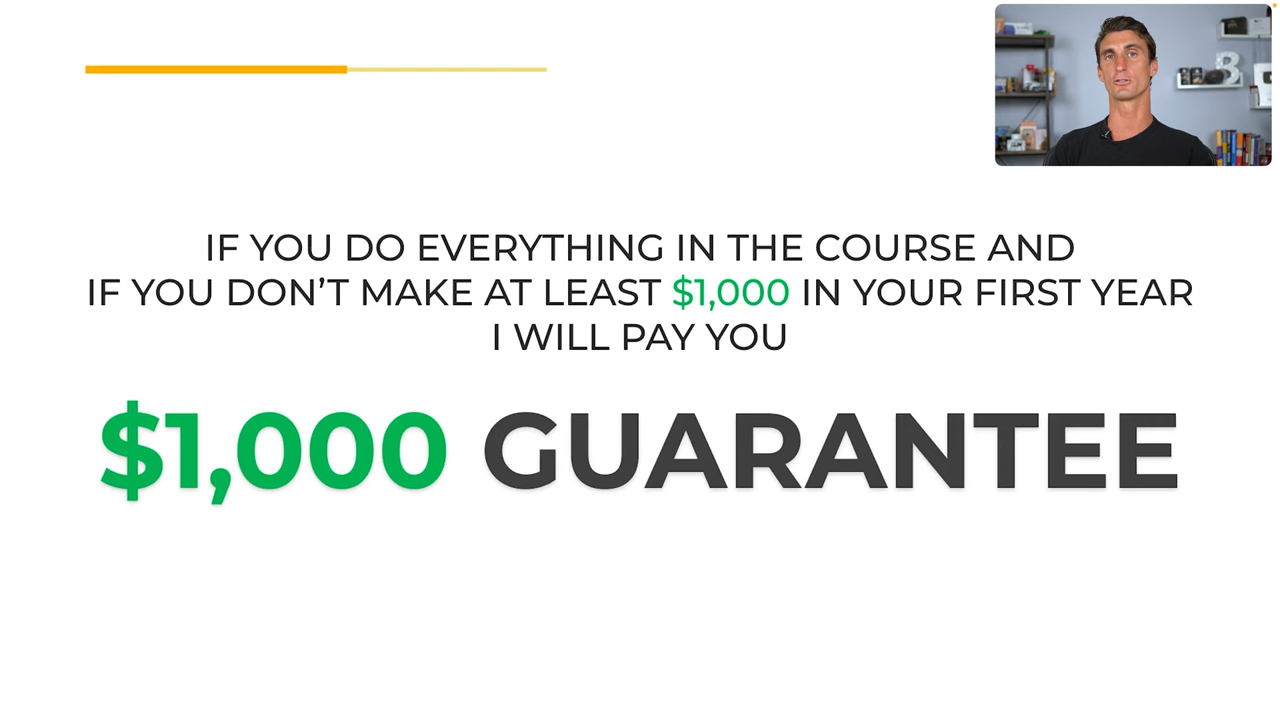 IF YOU DO EVERYTHING IN THE COURSE AND
IF YOU DON’T MAKE AT LEAST $1,000 IN YOUR FIRST YEAR
I WILL PAY YOU
$1,000 GUARANTEE